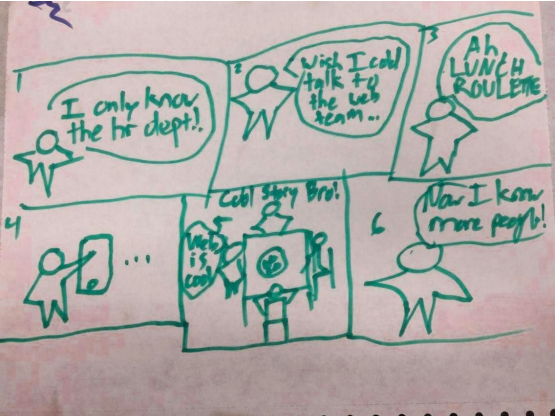 1
I only know
the hr dept!!
2
Wish I cold
talk to
the web
team...
3
Ah
LUNCH
ROULETTE
4
...
5
Cool Story Bro!
Web
is
cool
6
Now I know
more people!